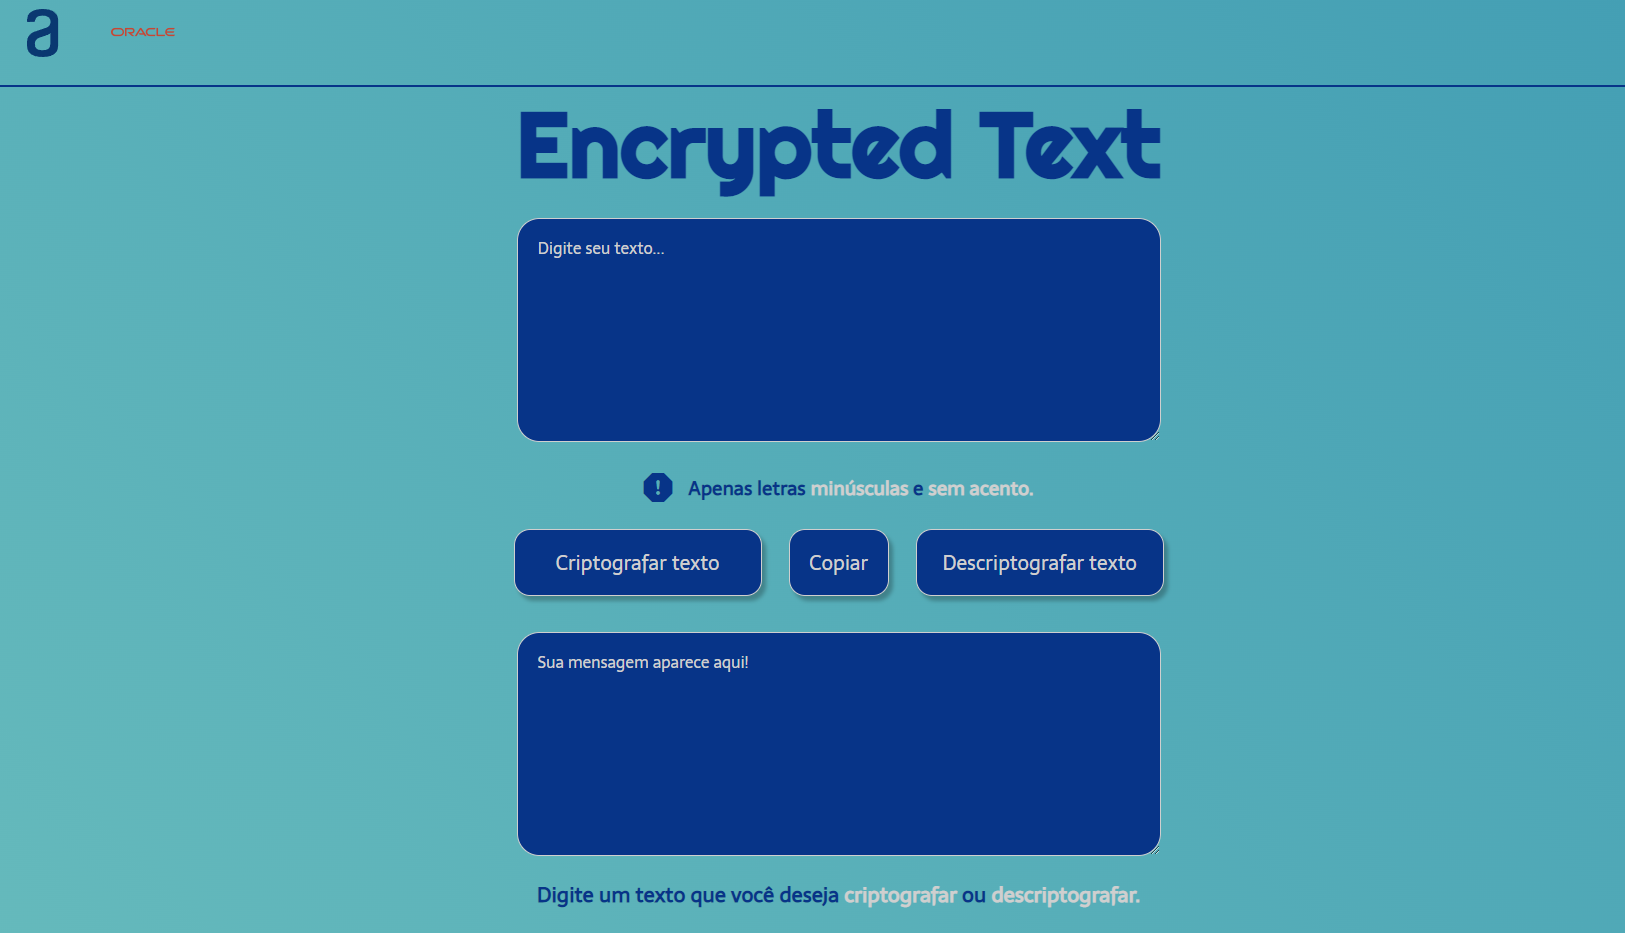 a ORACLE
Encrypted Text
Digite seu texto...
Apenas letras minúsculas e sem acento.
Criptografar texto Copiar Descriptografar texto
Sua mensagem aparece aqui!
Digite um texto que você deseja criptografar ou descriptografar.